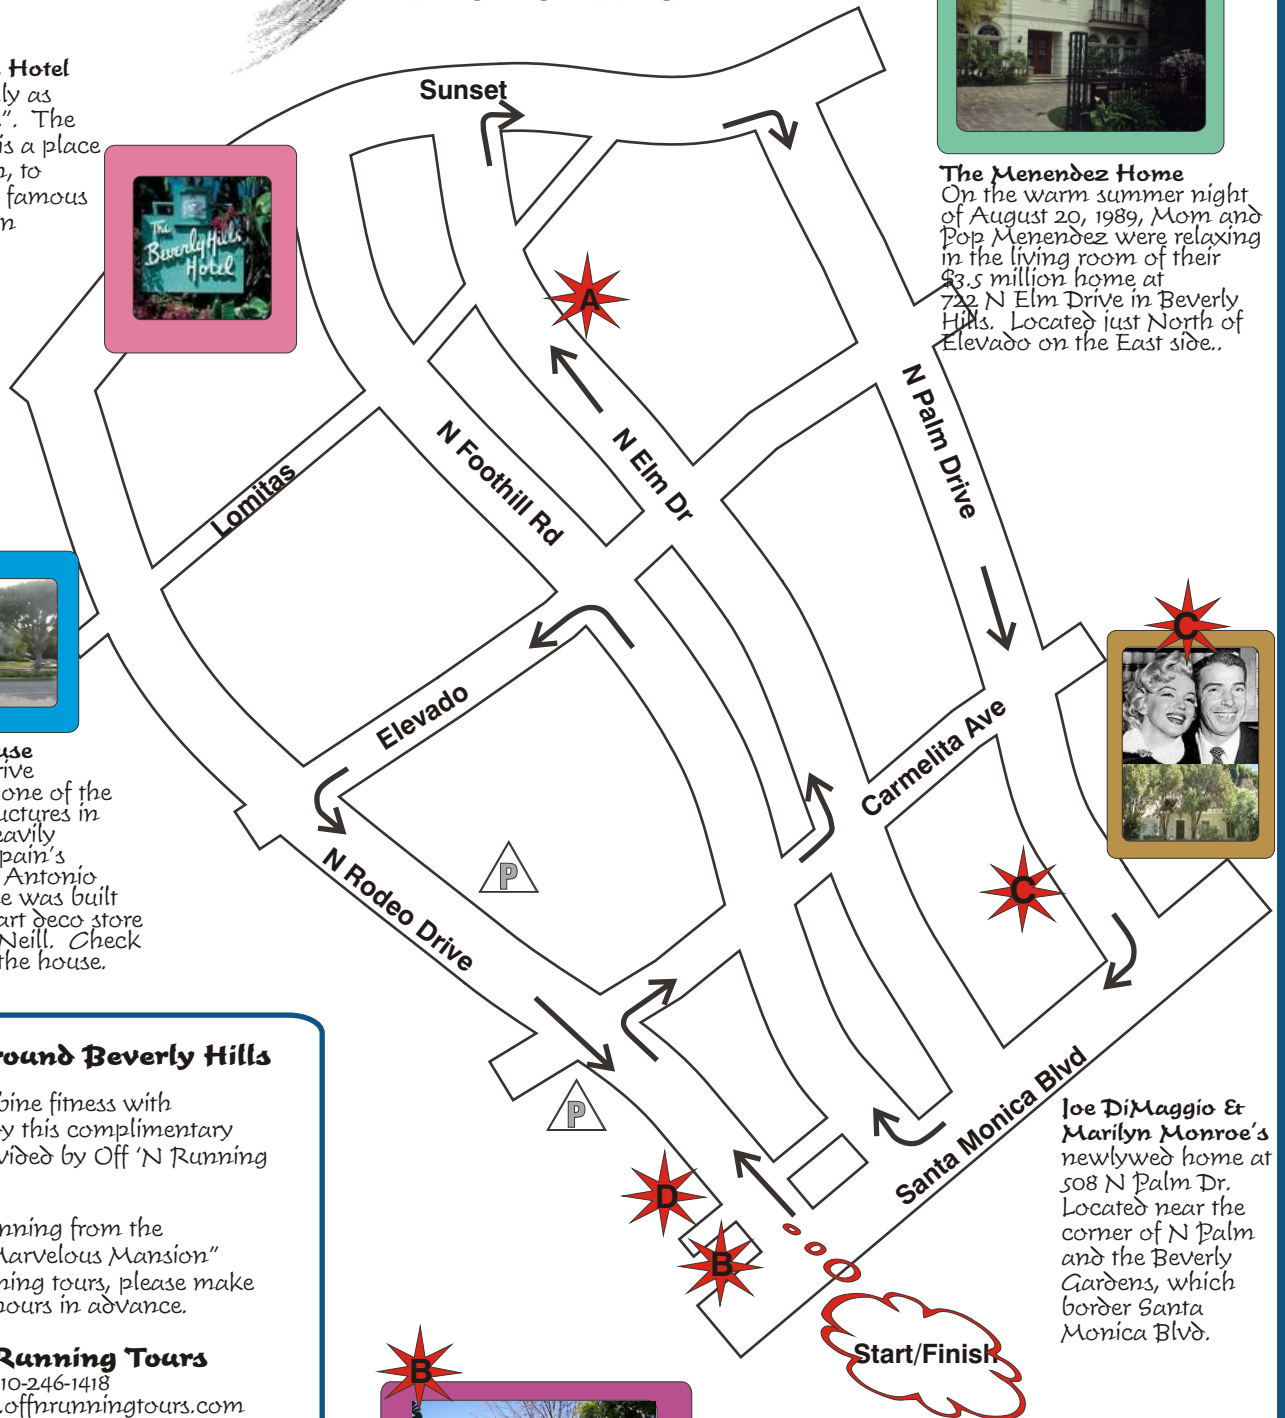 Hotel
ly as
". The
is a place
n, to
famous
n
The
Beverly Hills
Hotel
Sunset
A
The Menendez Home
On the warm summer night
of August 20, 1989, Mom and
Pop Menendez were relaxing
in the living room of their
$3.5 million home at
722 N Elm Drive in Beverly
Hills. Located just North of
Elevado on the East side..
N Palm Drive
N Elm Dr
N Foothill Rd
Lomitas
Elevado
Carmelita Ave
C
C
use
rive
one of the
uctures in
eavily
pain's
Antonio
e was built
art deco store
Neill. Check
the house.
P
N Rodeo Drive
P
Santa Monica Blvd
D
B
Start/Finish
Joe DiMaggio &
Marilyn Monroe's
newlywed home at
508 N Palm Dr.
Located near the
corner of N Palm
and the Beverly
Gardens, which
border Santa
Monica Blvd.
round Beverly Hills
bine fitness with
y this complimentary
vided by Off 'N Running
nning from the
Marvelous Mansion"
ning tours, please make
hours in advance.
Running Tours
10-246-1418
.offnrunningtours.com
B